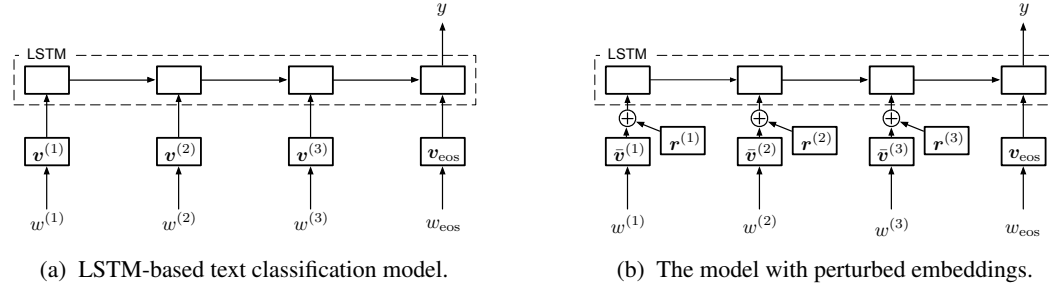 y
LSTM
v^(1) v^(2) v^(3) v_eos
w^(1) w^(2) w^(3) w_eos
(a) LSTM-based text classification model.
y
LSTM
v̄^(1) r^(1) v̄^(2) r^(2) v̄^(3) r^(3) v_eos
w^(1) w^(2) w^(3) w_eos
(b) The model with perturbed embeddings.